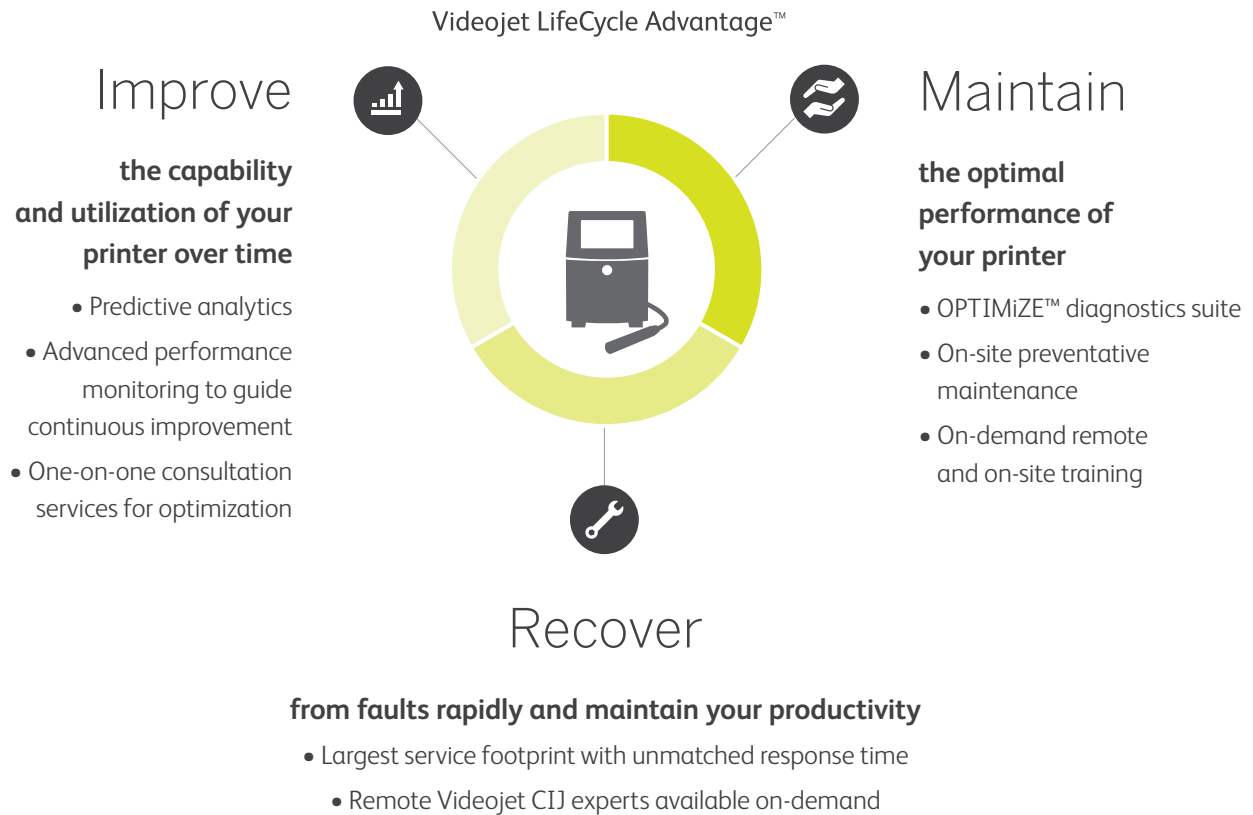 Videojet LifeCycle Advantage™
Improve
the capability
and utilization of your
printer over time
• Predictive analytics
• Advanced performance
monitoring to guide
continuous improvement
• One-on-one consultation
services for optimization
Maintain
the optimal
performance of
your printer
• OPTIMiZE™ diagnostics suite
• On-site preventative
maintenance
• On-demand remote
and on-site training
Recover
from faults rapidly and maintain your productivity
• Largest service footprint with unmatched response time
• Remote Videojet CIJ experts available on-demand